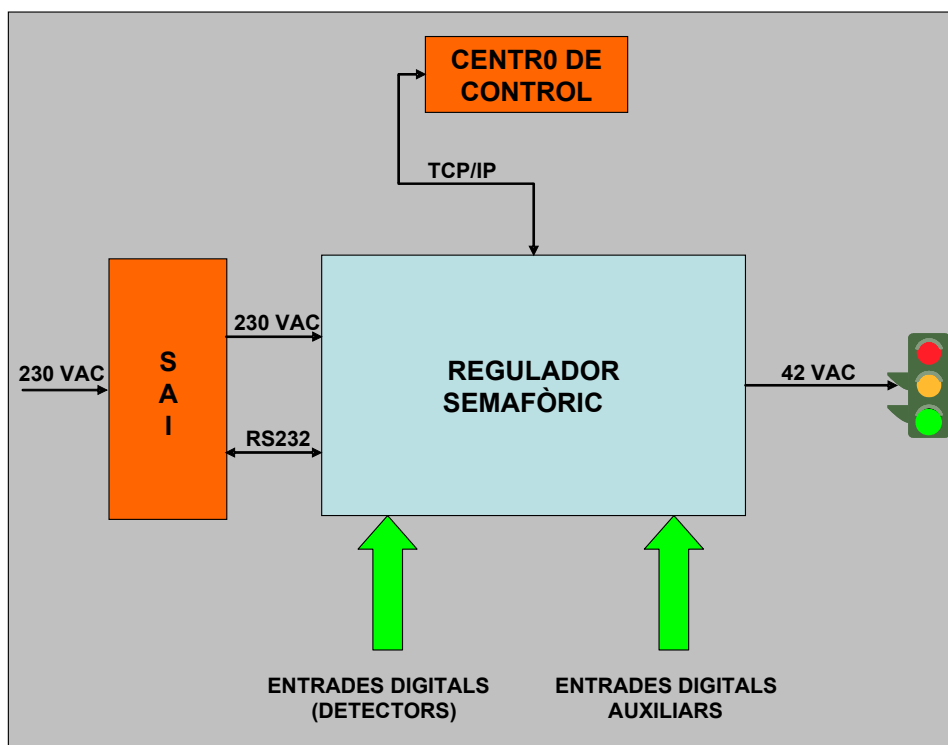 CENTR0 DE
CONTROL
TCP/IP
230 VAC
S
A
I
230 VAC
RS232
REGULADOR
SEMAFÒRIC
42 VAC
ENTRADES DIGITALS
(DETECTORS)
ENTRADES DIGITALS
AUXILIARS